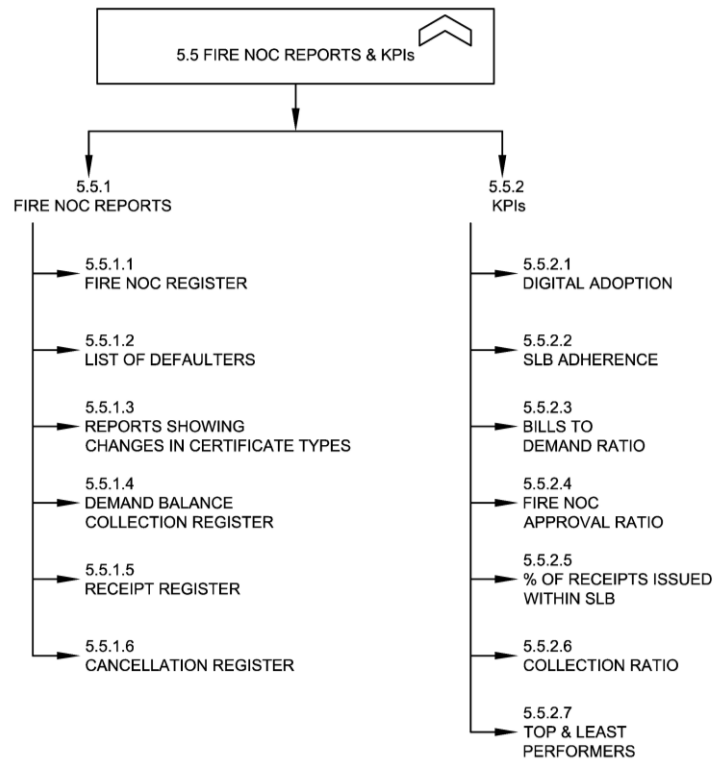 5.5 FIRE NOC REPORTS & KPIs
5.5.1
FIRE NOC REPORTS
5.5.1.1
FIRE NOC REGISTER
5.5.1.2
LIST OF DEFAULTERS
5.5.1.3
REPORTS SHOWING
CHANGES IN CERTIFICATE TYPES
5.5.1.4
DEMAND BALANCE
COLLECTION REGISTER
5.5.1.5
RECEIPT REGISTER
5.5.1.6
CANCELLATION REGISTER
5.5.2
KPIs
5.5.2.1
DIGITAL ADOPTION
5.5.2.2
SLB ADHERENCE
5.5.2.3
BILLS TO
DEMAND RATIO
5.5.2.4
FIRE NOC
APPROVAL RATIO
5.5.2.5
% OF RECEIPTS ISSUED
WITHIN SLB
5.5.2.6
COLLECTION RATIO
5.5.2.7
TOP & LEAST
PERFORMERS